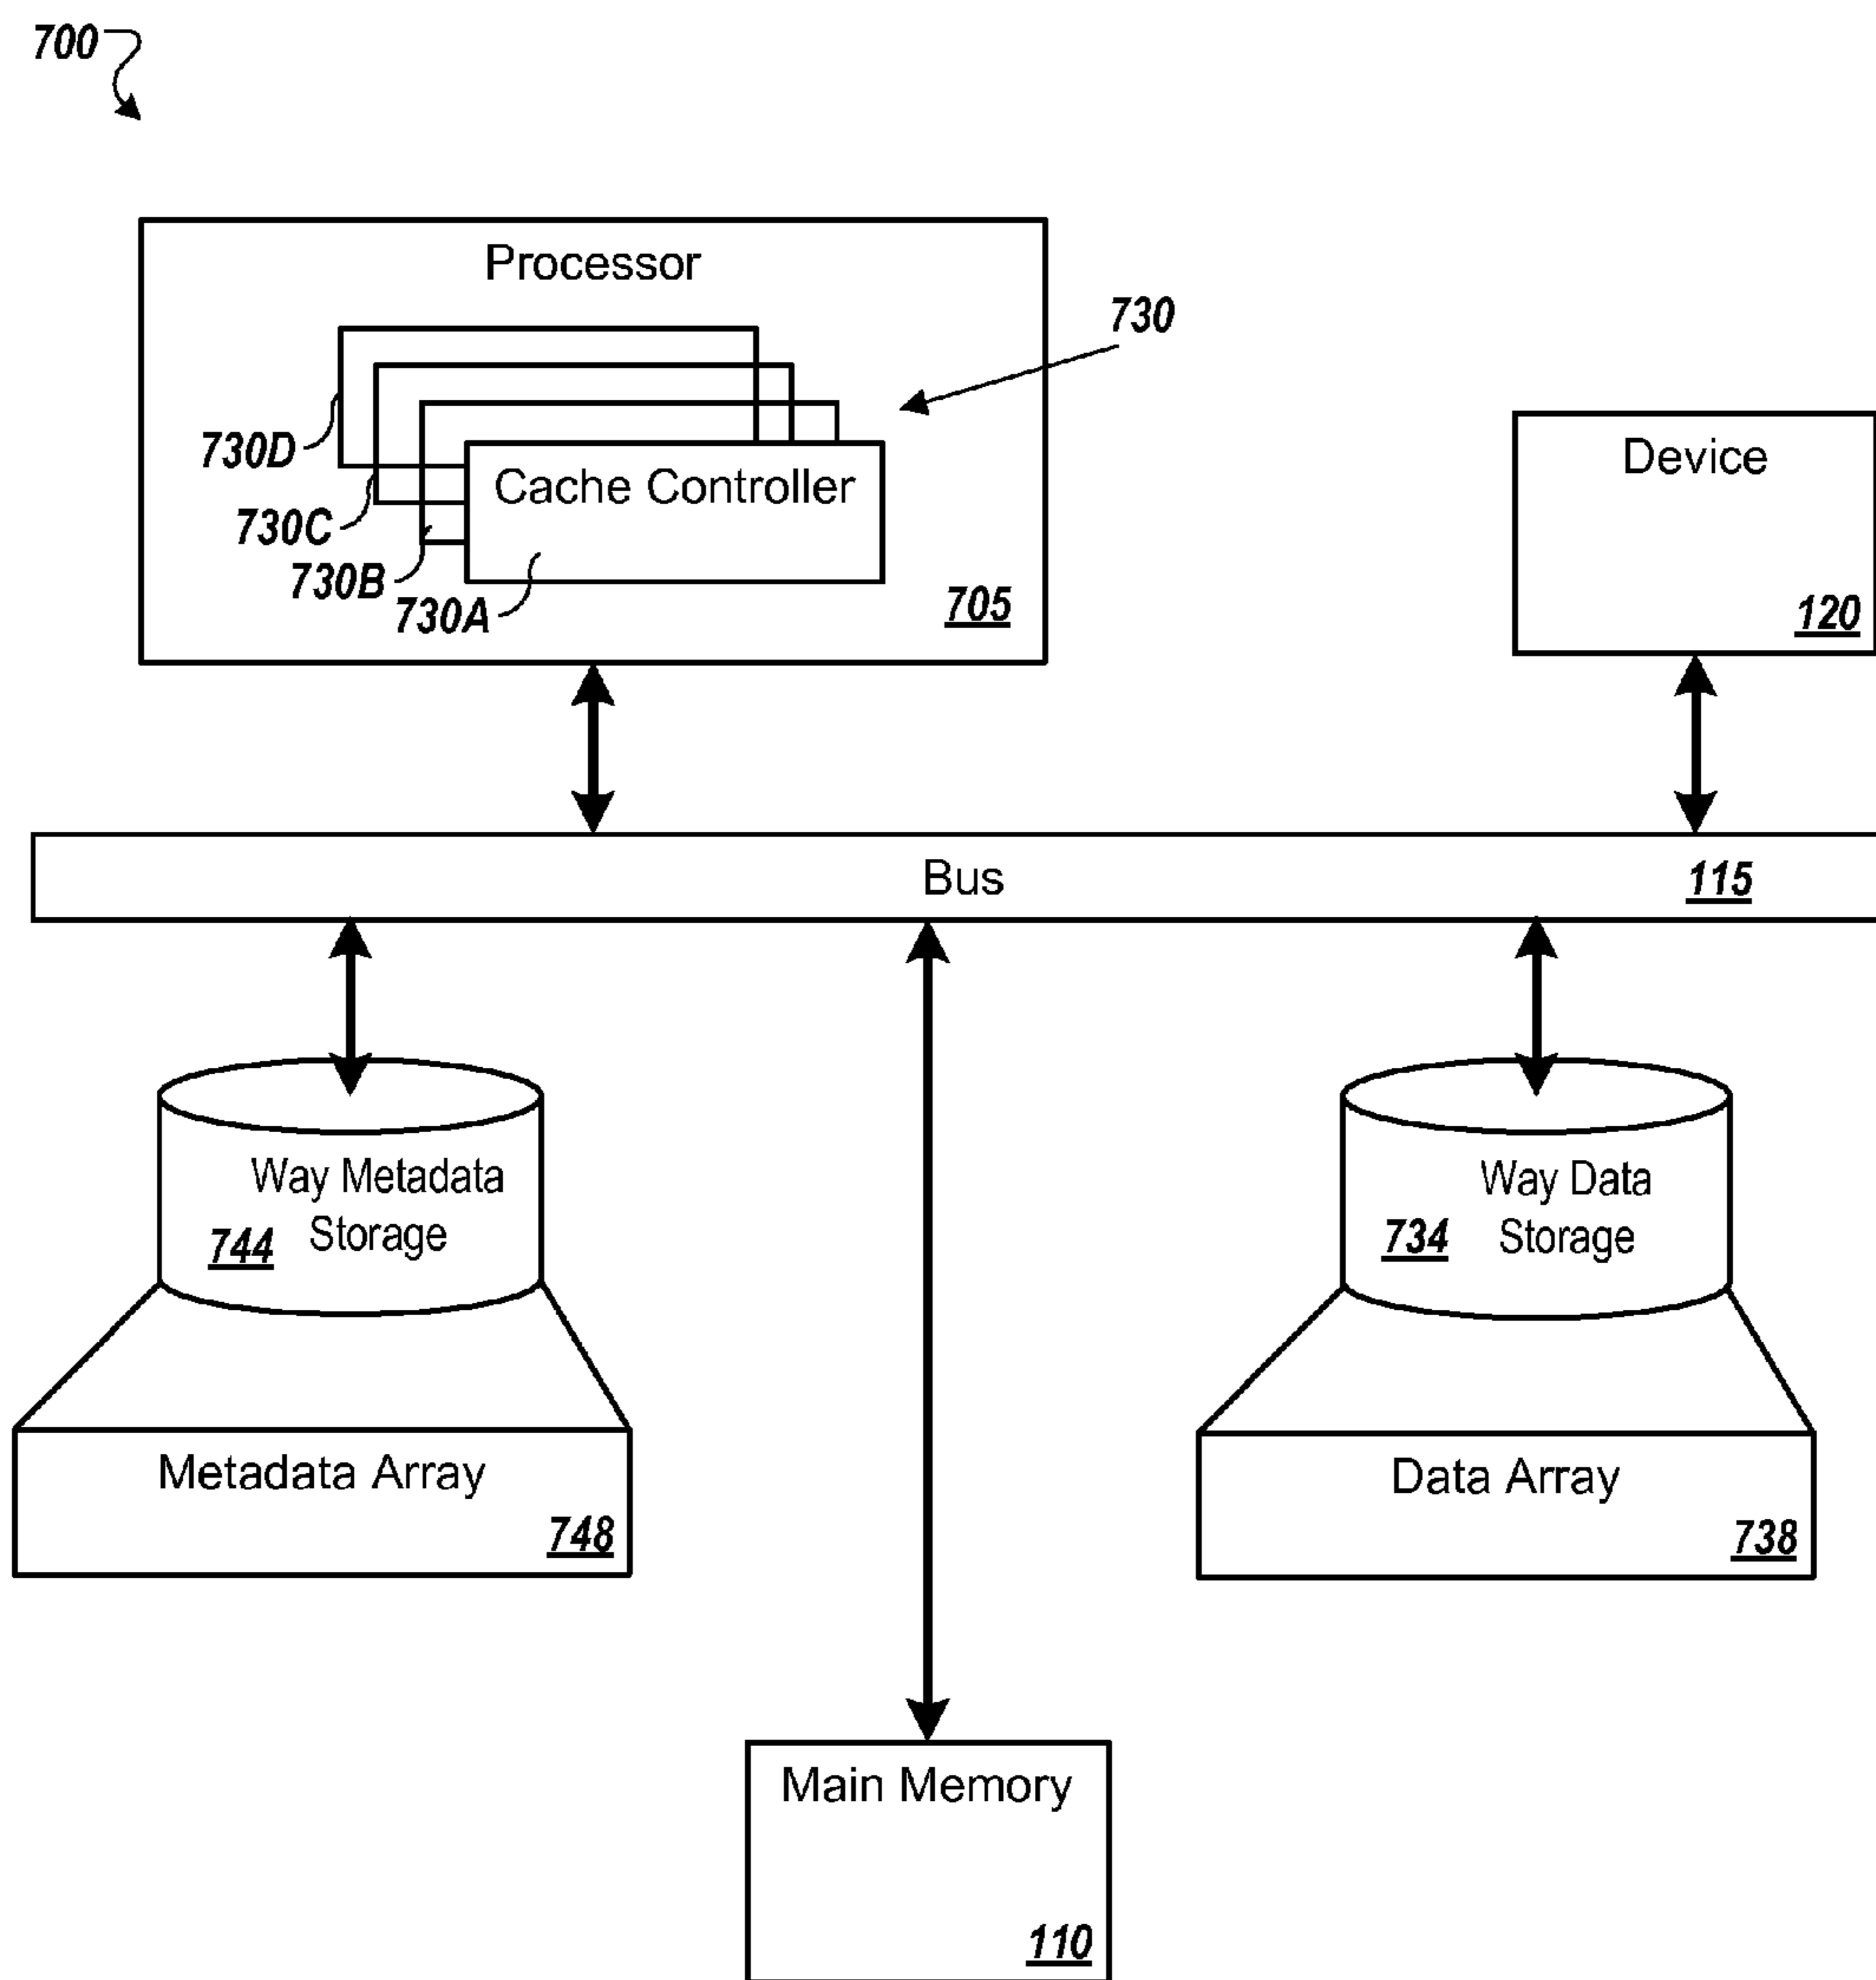 700
Processor
730
730D
Cache Controller
730C
730B
730A
705
Device
120
Bus
115
Way Metadata
Storage
744
Way Data
Storage
734
Metadata Array
748
Data Array
738
Main Memory
110